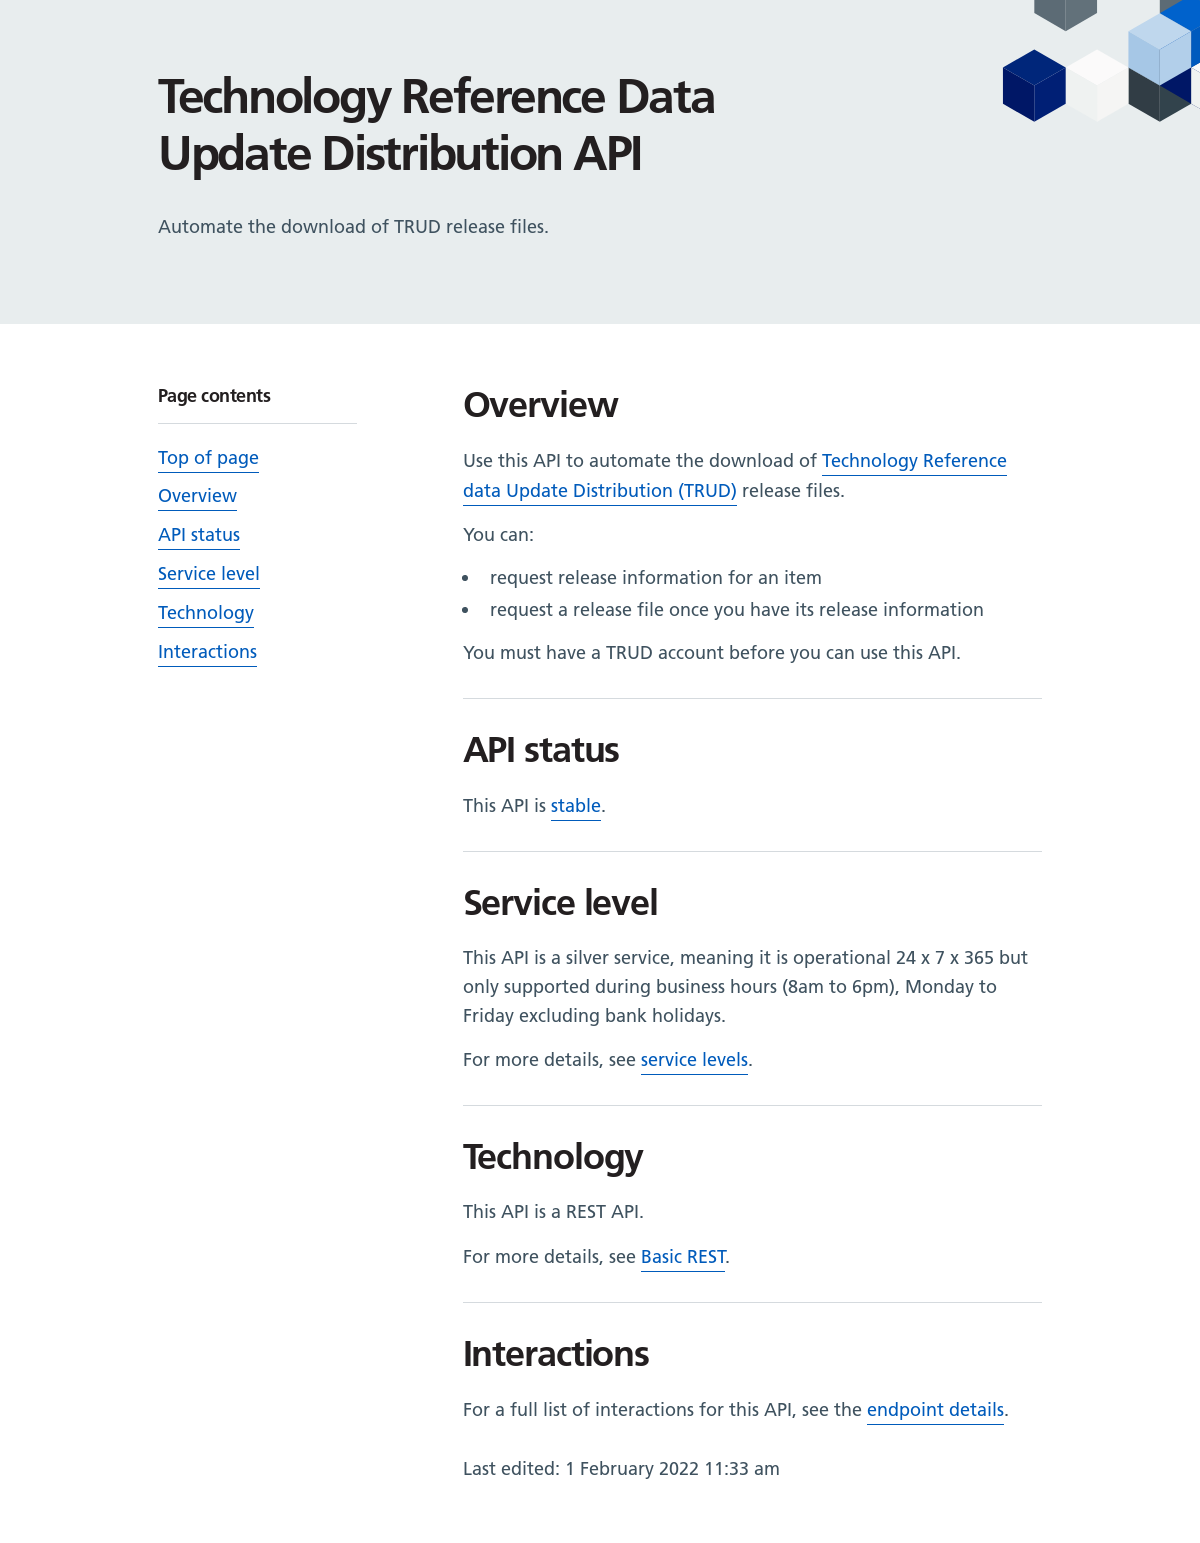 Technology Reference Data
Update Distribution API
Automate the download of TRUD release files.
Page contents
Top of page
Overview
API status
Service level
Technology
Interactions
Overview
Use this API to automate the download of Technology Reference
data Update Distribution (TRUD) release files.
You can:
• request release information for an item
• request a release file once you have its release information
You must have a TRUD account before you can use this API.
API status
This API is stable.
Service level
This API is a silver service, meaning it is operational 24 x 7 x 365 but
only supported during business hours (8am to 6pm), Monday to
Friday excluding bank holidays.
For more details, see service levels.
Technology
This API is a REST API.
For more details, see Basic REST.
Interactions
For a full list of interactions for this API, see the endpoint details.
Last edited: 1 February 2022 11:33 am